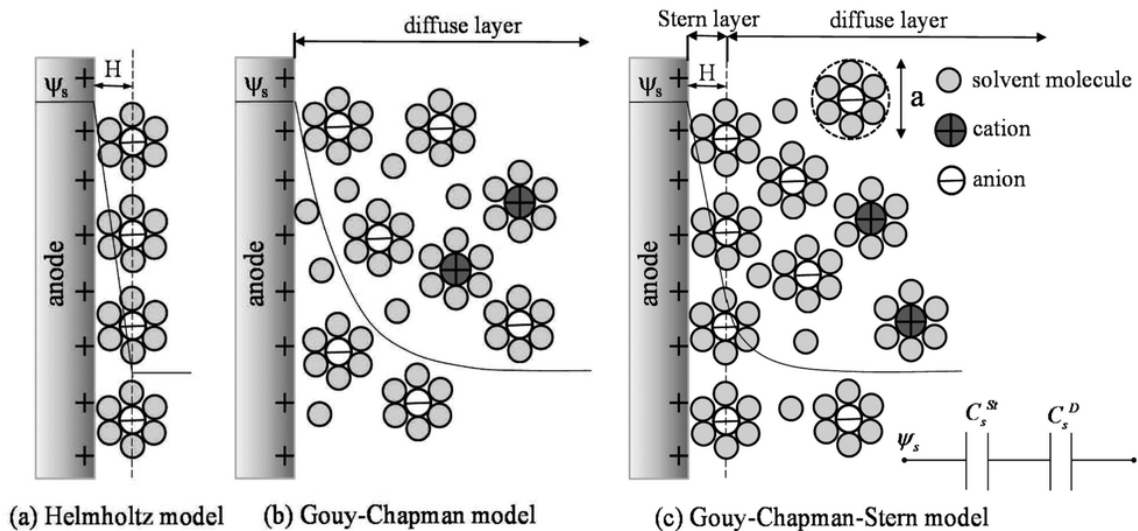 Stern layer
diffuse layer
diffuse layer
H
H
Ψs
Ψs
Ψs
a
solvent molecule
cation
anion
anode
anode
anode
+ + + + + + +
+ + + + + + +
+ + + + + + +
C_s^St
C_s^D
Ψs
(a) Helmholtz model
(b) Gouy-Chapman model
(c) Gouy-Chapman-Stern model